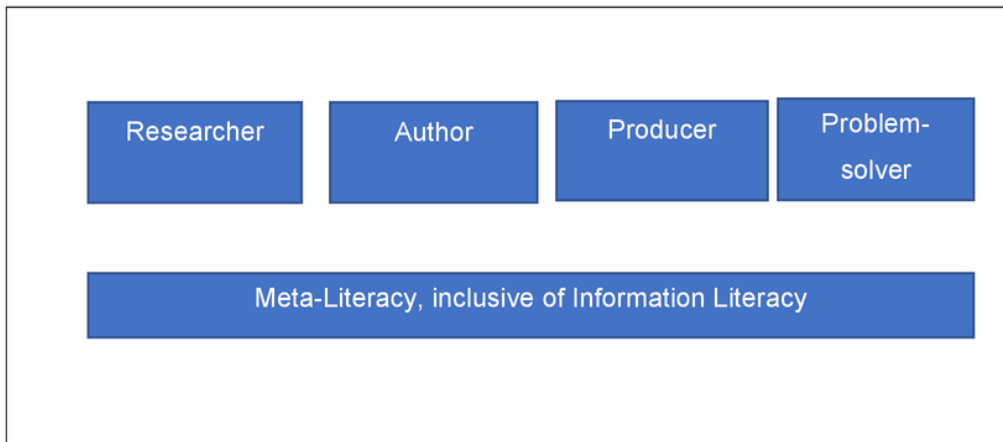 Researcher
Author
Producer
Problem-
solver
Meta-Literacy, inclusive of Information Literacy